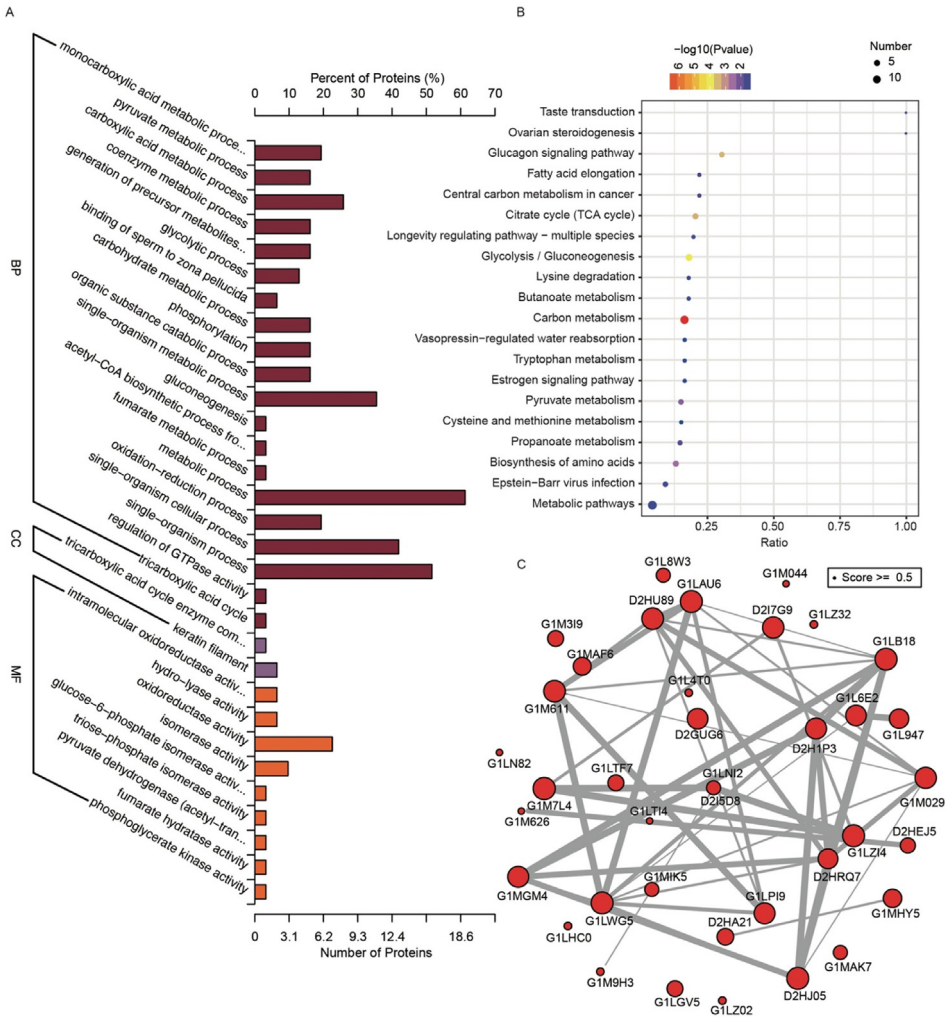 A
Percent of Proteins (%)
0 10 20 30 40 50 60 70
BP
monocarboxylic acid metabolic proce...
pyruvate metabolic process
carboxylic acid metabolic process
coenzyme metabolic process
generation of precursor metabolites...
glycolytic process
binding of sperm to zona pellucida
carbohydrate metabolic process
phosphorylation
organic substance catabolic process
single−organism metabolic process
gluconeogenesis
acetyl−CoA biosynthetic process fro...
fumarate metabolic process
metabolic process
oxidation−reduction process
single−organism cellular process
single−organism process
regulation of GTPase activity
tricarboxylic acid cycle
CC
tricarboxylic acid cycle enzyme com...
keratin filament
MF
intramolecular oxidoreductase activ...
hydro−lyase activity
oxidoreductase activity
isomerase activity
glucose−6−phosphate isomerase activ...
triose−phosphate isomerase activity
pyruvate dehydrogenase (acetyl−tran...
fumarate hydratase activity
phosphoglycerate kinase activity
0 3.1 6.2 9.3 12.4 18.6
Number of Proteins
B
−log10(Pvalue)
6 5 4 3 2
Number
5
10
Taste transduction
Ovarian steroidogenesis
Glucagon signaling pathway
Fatty acid elongation
Central carbon metabolism in cancer
Citrate cycle (TCA cycle)
Longevity regulating pathway − multiple species
Glycolysis / Gluconeogenesis
Lysine degradation
Butanoate metabolism
Carbon metabolism
Vasopressin−regulated water reabsorption
Tryptophan metabolism
Estrogen signaling pathway
Pyruvate metabolism
Cysteine and methionine metabolism
Propanoate metabolism
Biosynthesis of amino acids
Epstein−Barr virus infection
Metabolic pathways
0.25 0.50 0.75 1.00
Ratio
C
Score >= 0.5
G1L8W3
G1LAU6
G1M044
D2HU89
D2I7G9
G1LZ32
G1M3I9
G1LB18
G1MAF6
G1L4T0
G1L6E2
G1M611
D2GUG6
G1L947
D2H1P3
G1LN82
G1LTF7
G1LNI2
G1M029
G1M7L4
D2I5D8
G1M626
G1LTI4
D2HEJ5
G1LZI4
D2HRQ7
G1MGM4
G1MIK5
G1LPI9
G1MHY5
G1LWG5
D2HA21
G1LHC0
G1MAK7
G1M9H3
D2HJ05
G1LGV5
G1LZ02